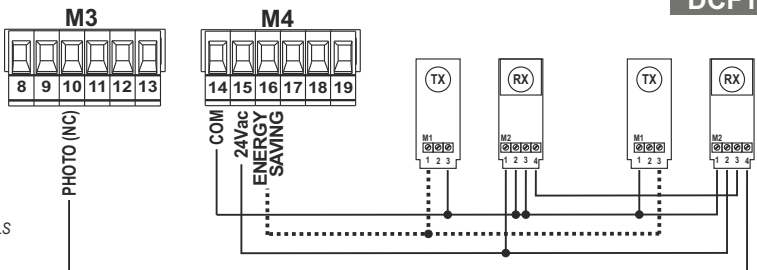 DCF1
M3 M4
8 9 10 11 12 13
14 15 16 17 18 19
PHOTO (NC)
COM
24Vac
ENERGY
SAVING
TX RX TX RX
M1 M2 M1 M2
1 2 3 1 2 3 4 1 2 3 1 2 3 4
LS